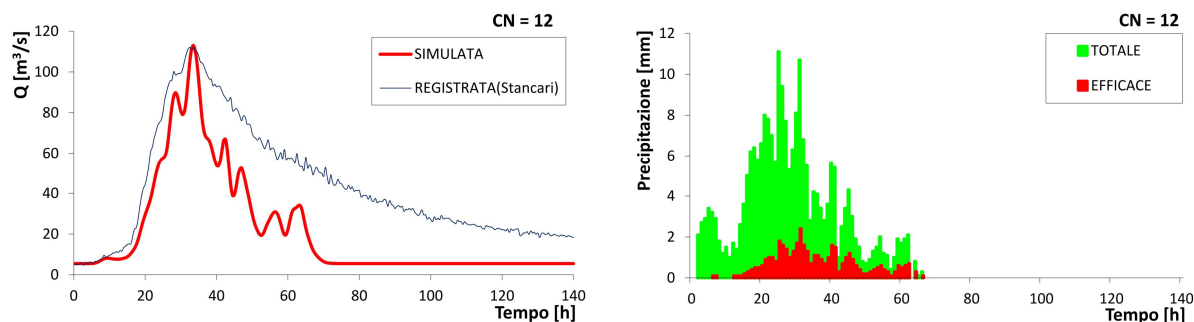 CN = 12
Q [m³/s]
120
100
80
60
40
20
0
SIMULATA
REGISTRATA(Stancari)
0 20 40 60 80 100 120 140
Tempo [h]
CN = 12
Precipitazione [mm]
12
10
8
6
4
2
0
TOTALE
EFFICACE
0 20 40 60 80 100 120 140
Tempo [h]